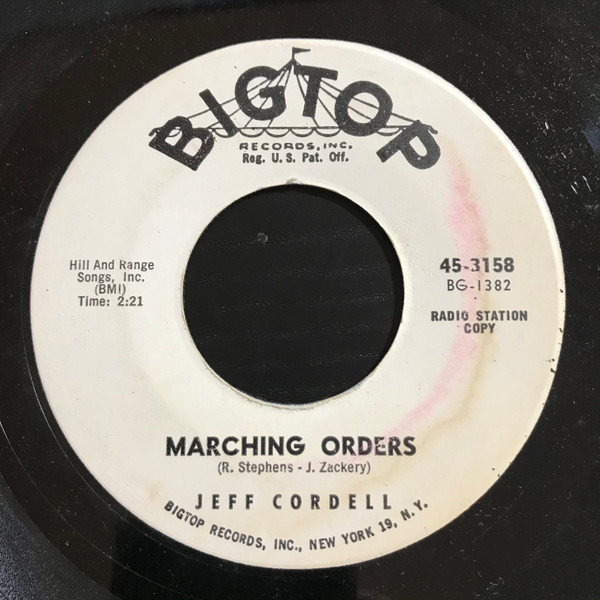 BIGTOP
RECORDS, INC.
Reg. U. S. Pat. Off.
Hill And Range
Songs, Inc.
(BMI)
Time: 2:21
45-3158
BG-1382
RADIO STATION
COPY
MARCHING ORDERS
(R. Stephens - J. Zackery)
JEFF CORDELL
BIGTOP RECORDS, INC., NEW YORK 19, N.Y.